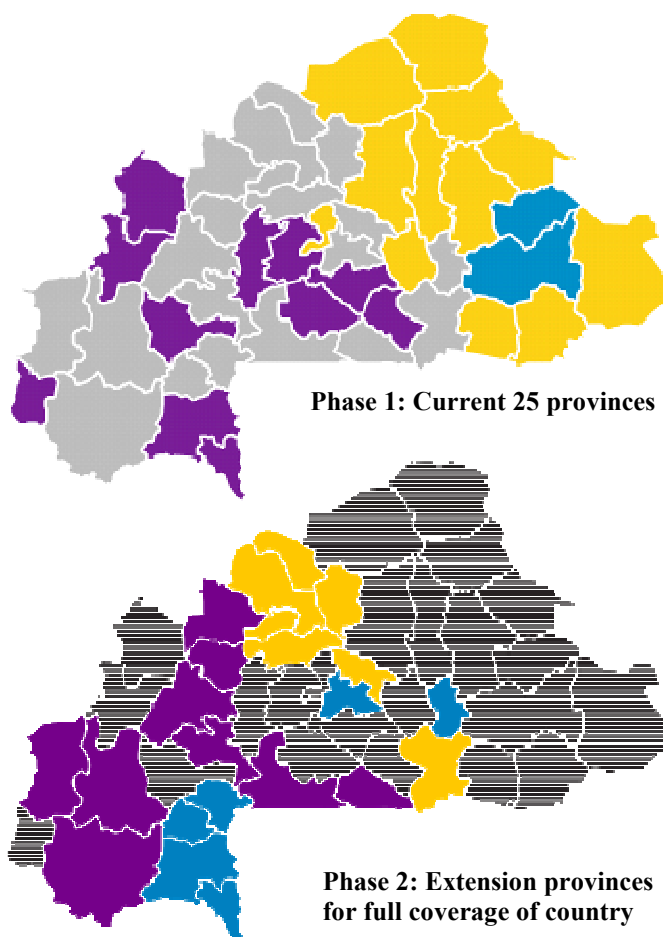 Phase 1: Current 25 provinces
Phase 2: Extension provinces
for full coverage of country